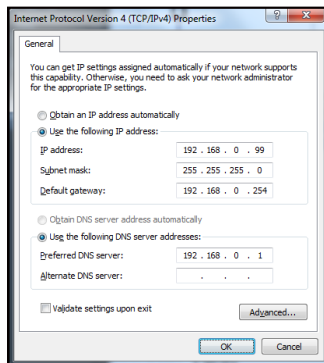 Internet Protocol Version 4 (TCP/IPv4) Properties
General
You can get IP settings assigned automatically if your network supports
this capability. Otherwise, you need to ask your network administrator
for the appropriate IP settings.
Obtain an IP address automatically
Use the following IP address:
IP address: 192 . 168 . 0 . 99
Subnet mask: 255 . 255 . 255 . 0
Default gateway: 192 . 168 . 0 . 254
Obtain DNS server address automatically
Use the following DNS server addresses:
Preferred DNS server: 192 . 168 . 0 . 1
Alternate DNS server: . . .
Validate settings upon exit
Advanced...
OK Cancel